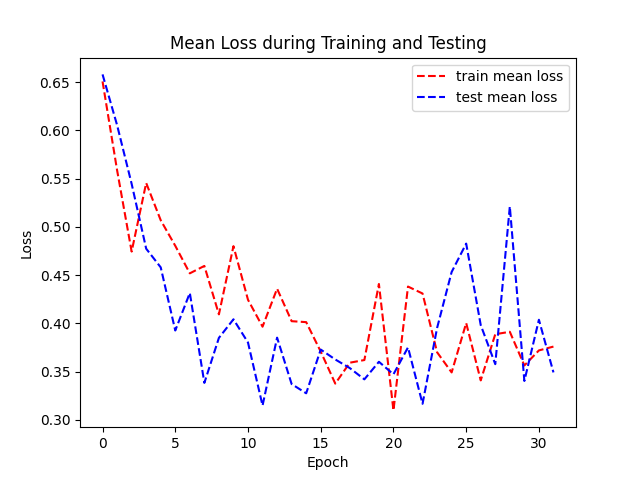 Mean Loss during Training and Testing
train mean loss
test mean loss
Loss
0.65
0.60
0.55
0.50
0.45
0.40
0.35
0.30
0 5 10 15 20 25 30
Epoch